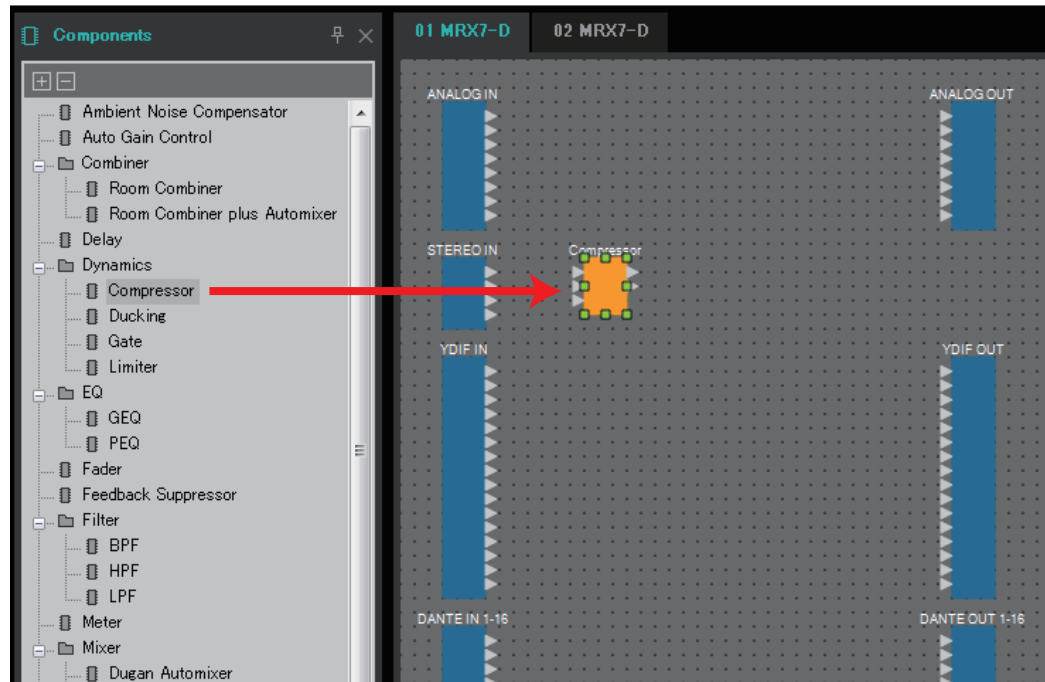 Components
01 MRX7-D
02 MRX7-D
Ambient Noise Compensator
Auto Gain Control
Combiner
Room Combiner
Room Combiner plus Automixer
Delay
Dynamics
Compressor
Ducking
Gate
Limiter
EQ
GEQ
PEQ
Fader
Feedback Suppressor
Filter
BPF
HPF
LPF
Meter
Mixer
Dugan Automixer
ANALOG IN
ANALOG OUT
STEREO IN
Compressor
YDIF IN
YDIF OUT
DANTE IN 1-16
DANTE OUT 1-16